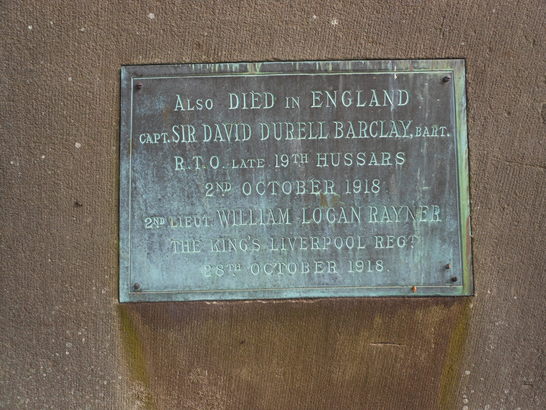 Also DIED IN ENGLAND
CAPT. SIR DAVID DURELL BARCLAY, BART.
R.T.O. LATE 19TH HUSSARS
2ND OCTOBER 1918
2ND LIEUT. WILLIAM LOGAN RAYNER
THE KING'S LIVERPOOL REGT.
28TH OCTOBER 1918.